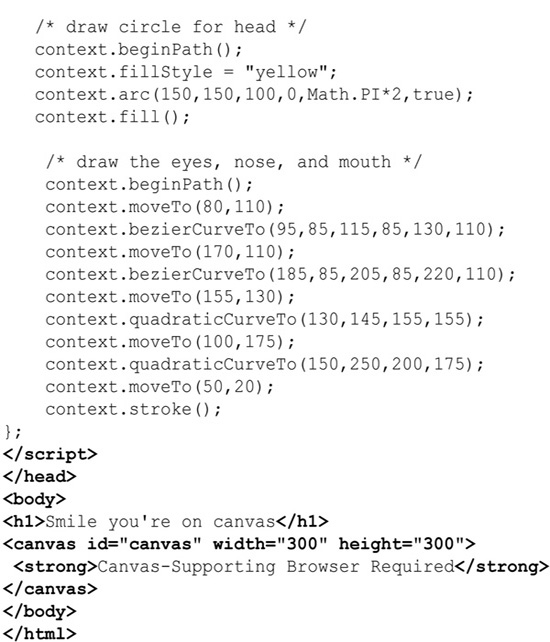 /* draw circle for head */
context.beginPath();
context.fillStyle = "yellow";
context.arc(150,150,100,0,Math.PI*2,true);
context.fill();
/* draw the eyes, nose, and mouth */
context.beginPath();
context.moveTo(80,110);
context.bezierCurveTo(95,85,115,85,130,110);
context.moveTo(170,110);
context.bezierCurveTo(185,85,205,85,220,110);
context.moveTo(155,130);
context.quadraticCurveTo(130,145,155,155);
context.moveTo(100,175);
context.quadraticCurveTo(150,250,200,175);
context.moveTo(50,20);
context.stroke();
};
</script>
</head>
<body>
<h1>Smile you're on canvas</h1>
<canvas id="canvas" width="300" height="300">
<strong>Canvas-Supporting Browser Required</strong>
</canvas>
</body>
</html>